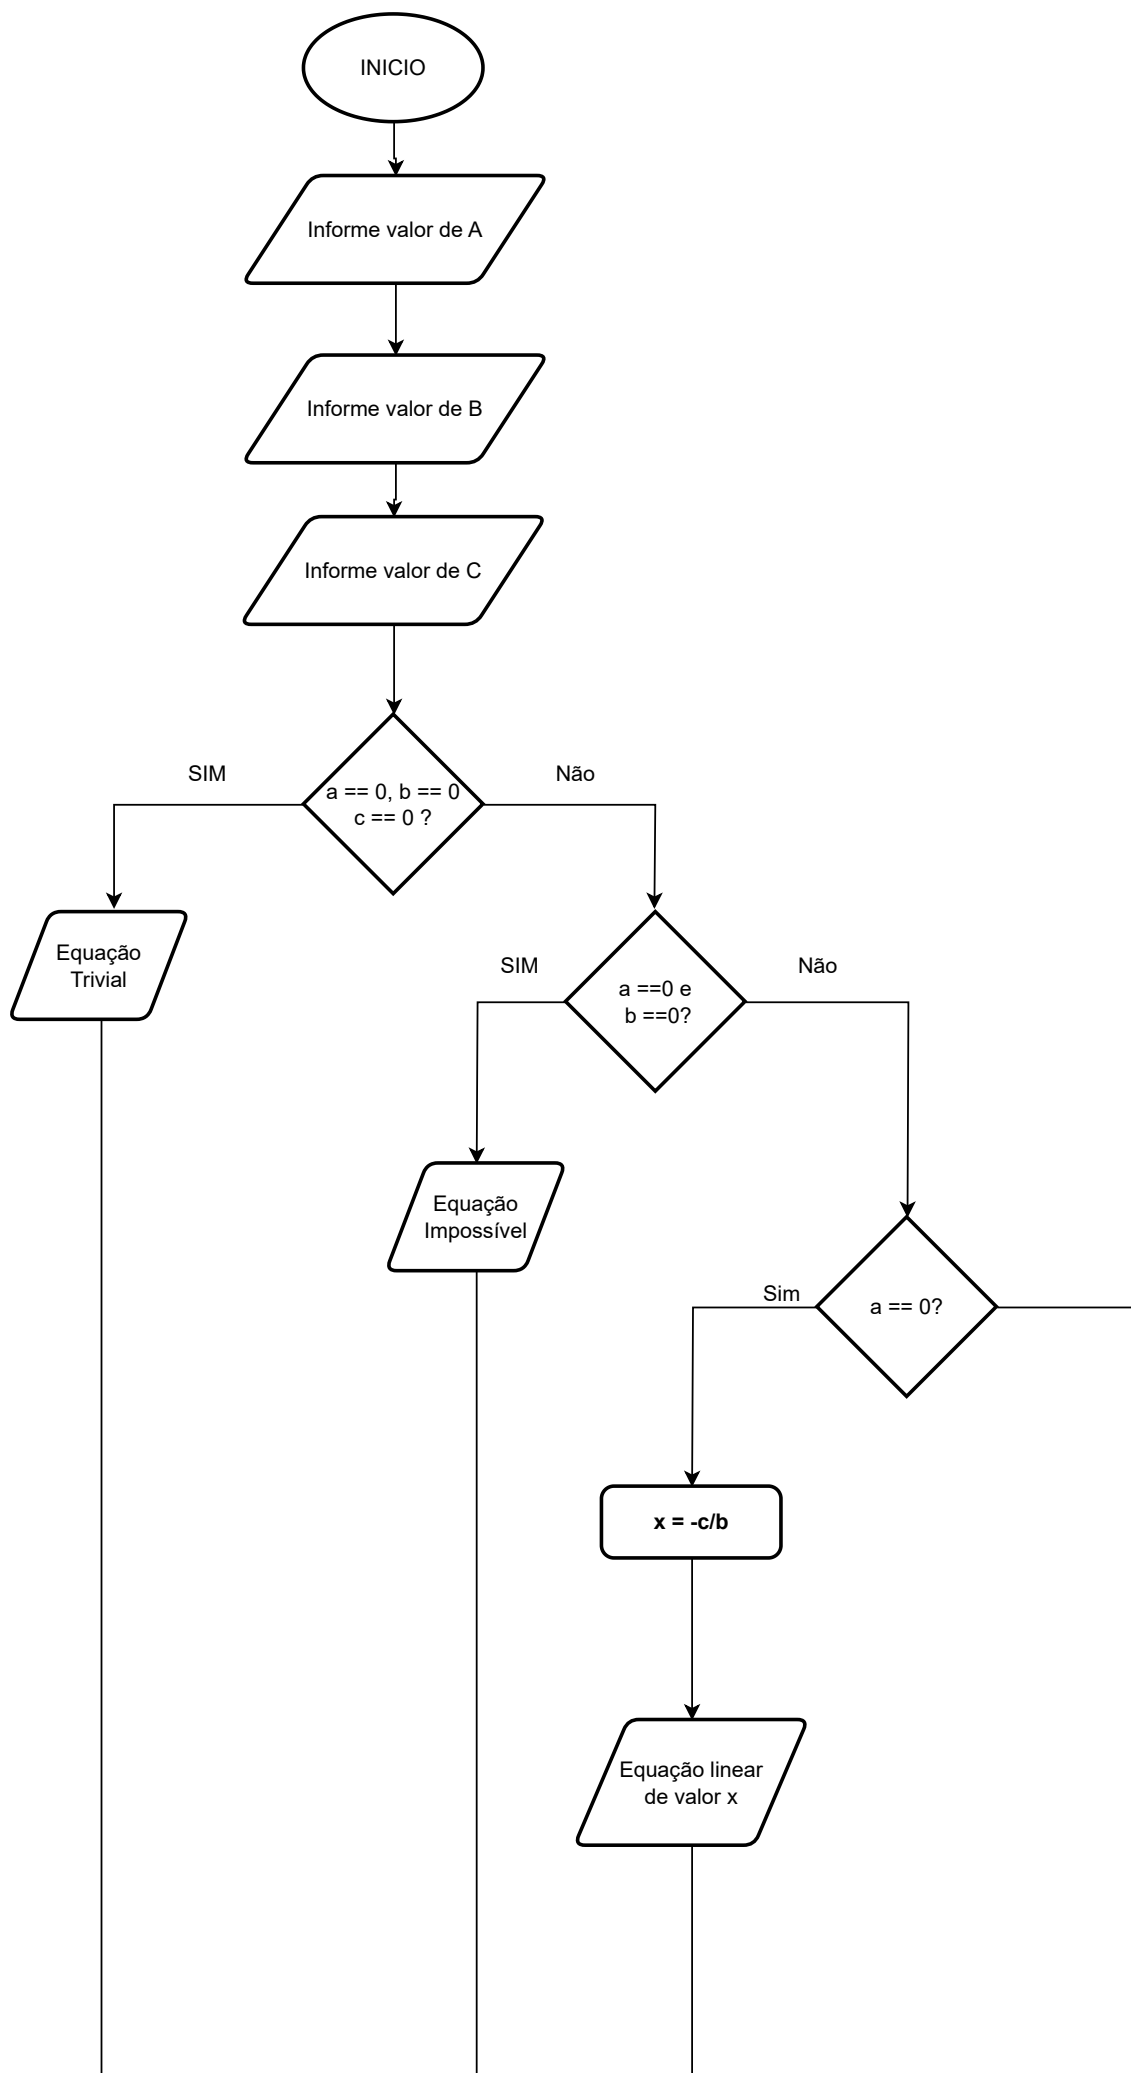 INICIO
Informe valor de A
Informe valor de B
Informe valor de C
SIM
Não
a == 0, b == 0
c == 0 ?
Equação
Trivial
SIM
Não
a ==0 e
b ==0?
Equação
Impossível
Sim
a == 0?
x = -c/b
Equação linear
de valor x